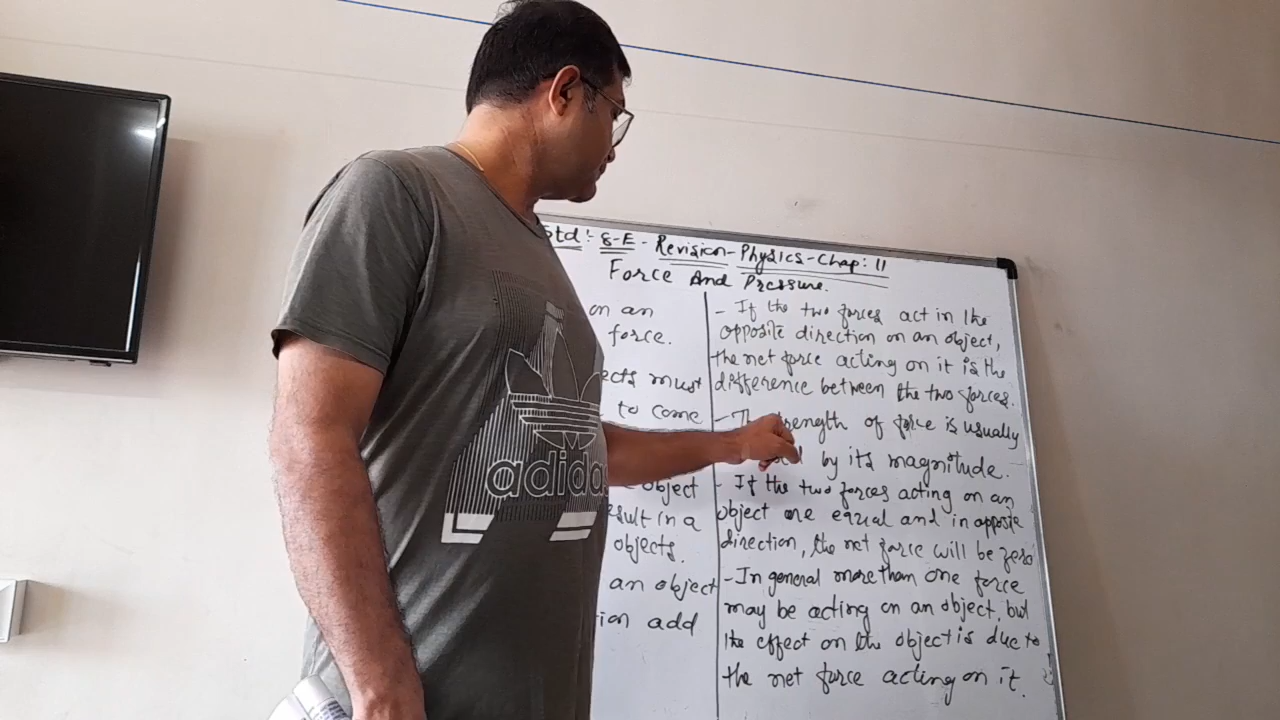 Std :- 8-E - Revision-Physics-Chap: 11
Force And Pressure.
on an
force.
must
to come
object
in a
objects.
an object
add
- If the two forces act in the
opposite direction on an object,
the net force acting on it is the
difference between the two forces.
- of force is usually
by its magnitude.
- If the two forces acting on an
object are equal and in opposite
direction, the net force will be zero
- In general more than one force
may be acting on an object, but
the effect on the object is due to
the net force acting on it.
adidas